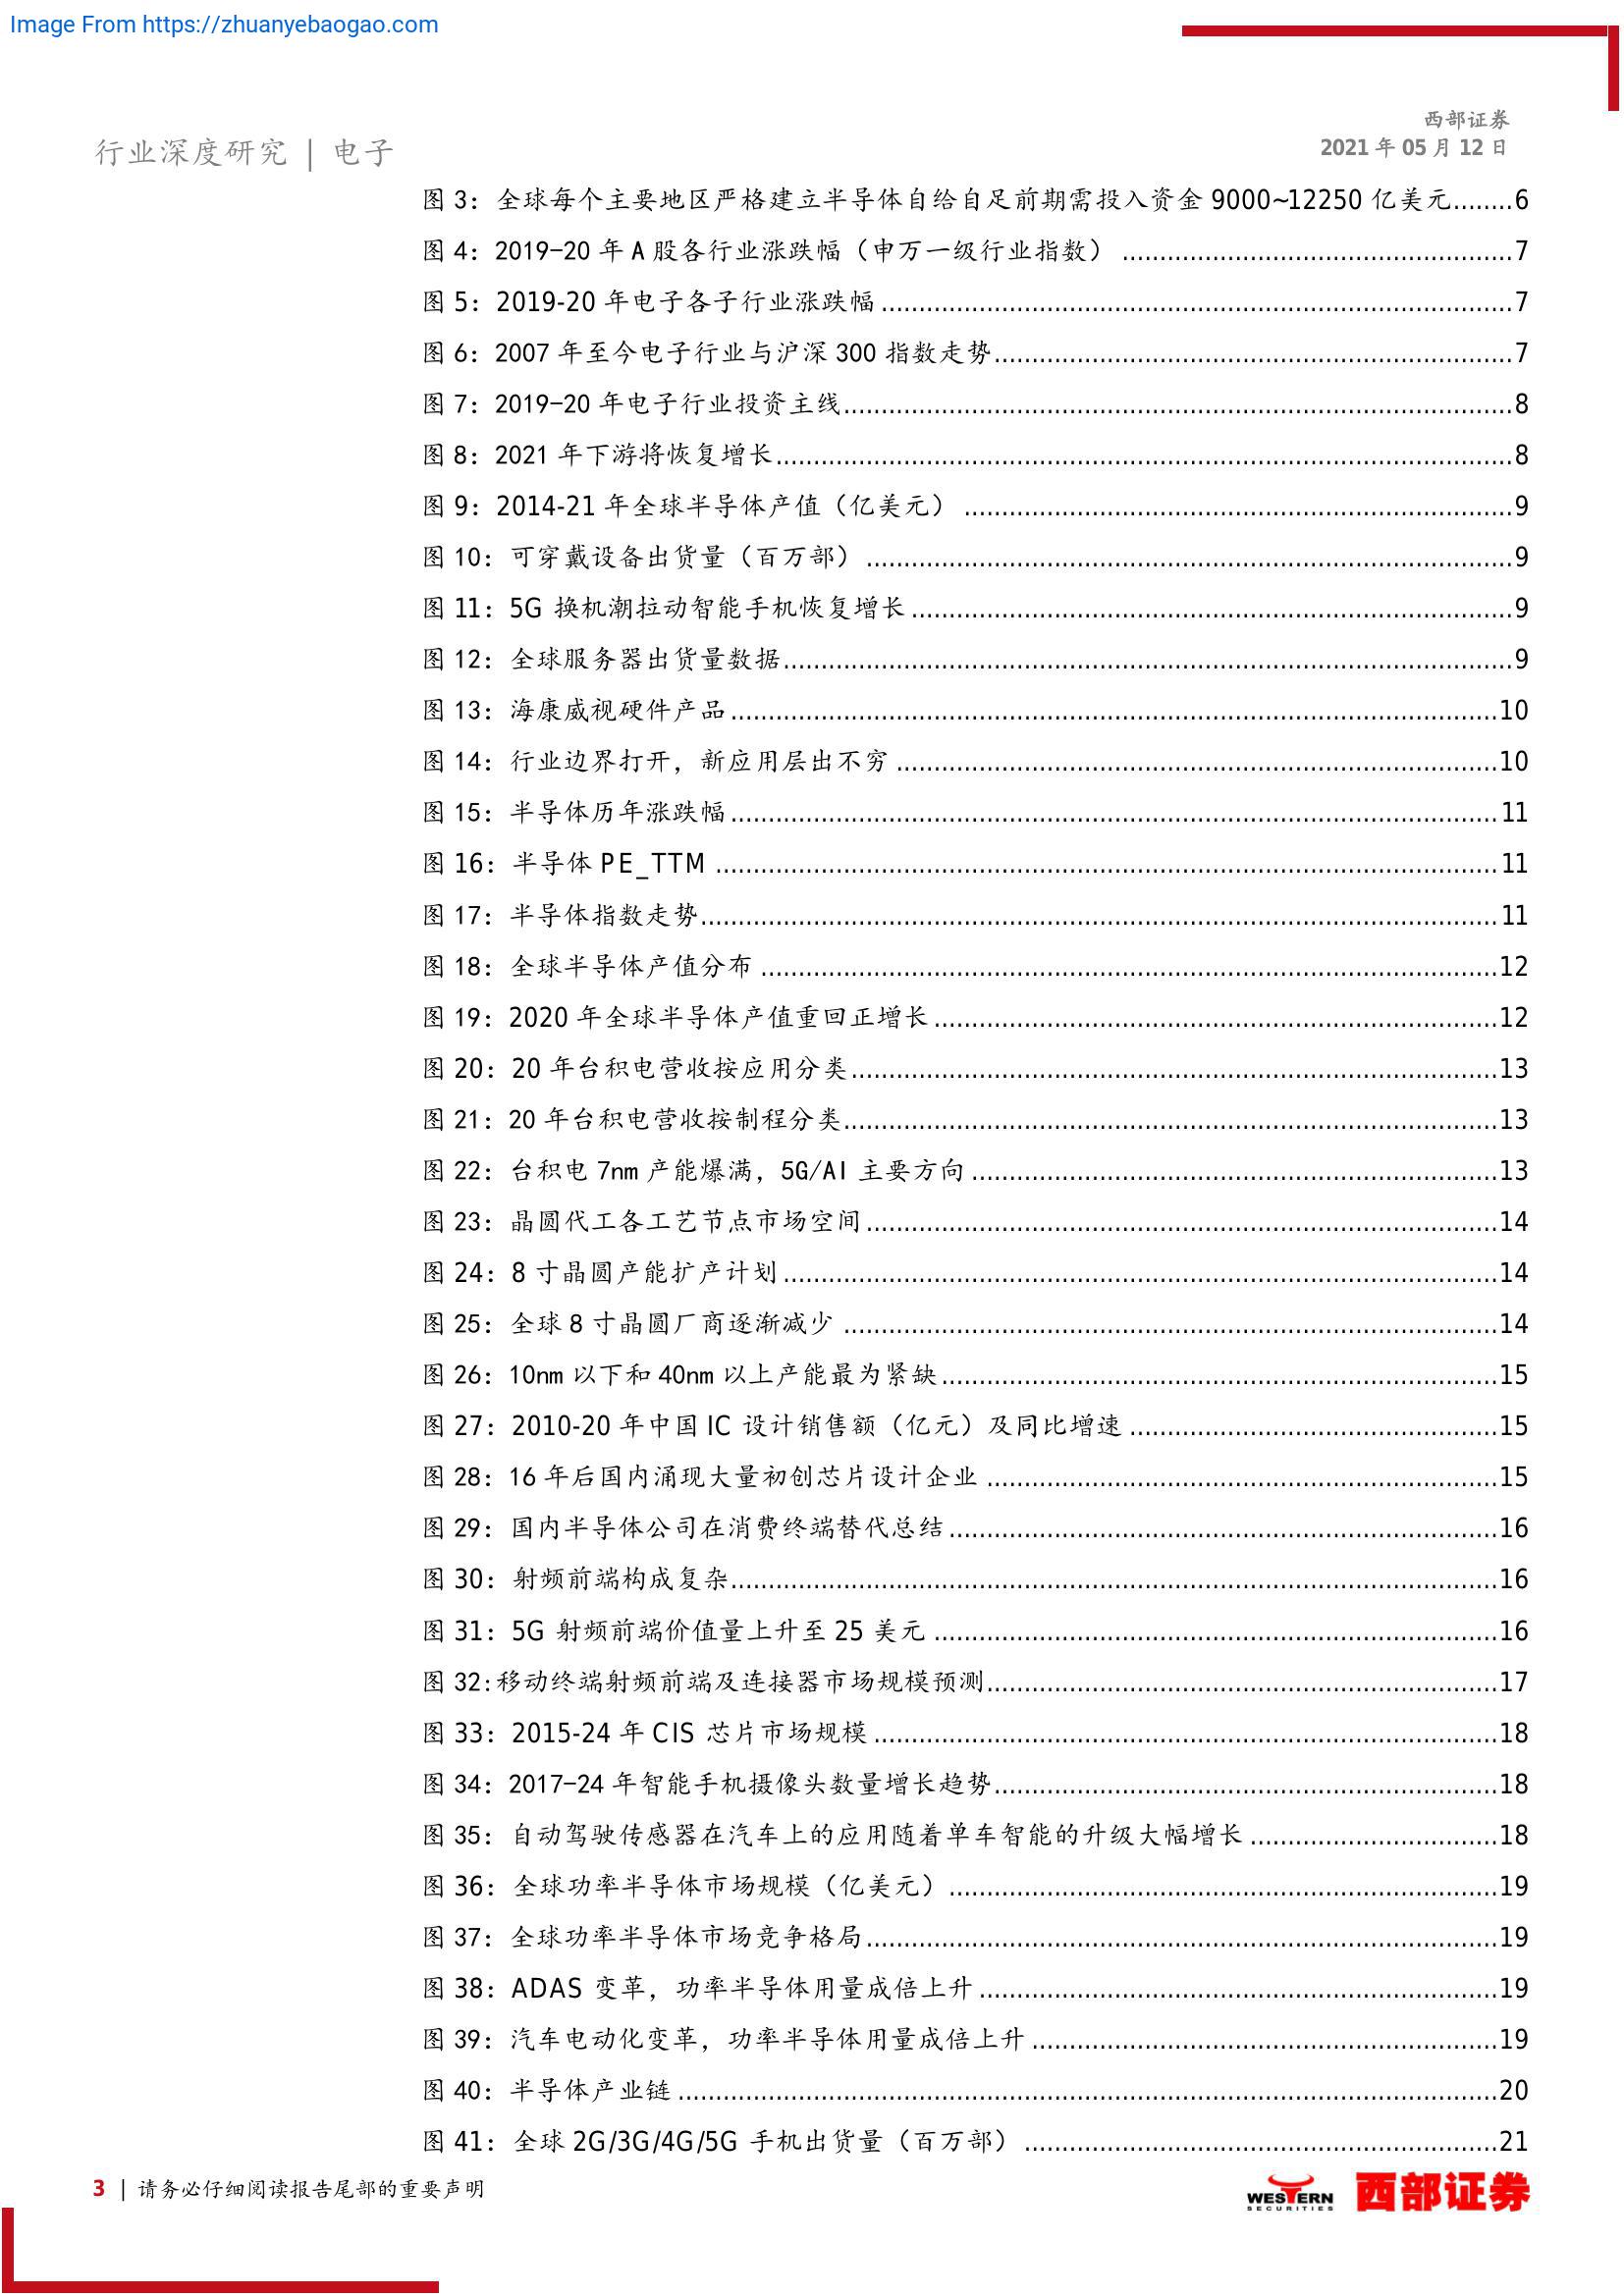 Image From https://zhuanyebaogao.com
西部证券
行业深度研究 | 电子
2021 年 05 月 12 日
图 3：全球每个主要地区严格建立半导体自给自足前期需投入资金 9000~12250 亿美元........6
图 4：2019-20 年 A 股各行业涨跌幅（申万一级行业指数）....................................................7
图 5：2019-20 年电子各子行业涨跌幅....................................................................................7
图 6：2007 年至今电子行业与沪深 300 指数走势.....................................................................7
图 7：2019-20 年电子行业投资主线.........................................................................................8
图 8：2021 年下游将恢复增长..................................................................................................8
图 9：2014-21 年全球半导体产值（亿美元）.........................................................................9
图 10：可穿戴设备出货量（百万部）......................................................................................9
图 11：5G 换机潮拉动智能手机恢复增长..................................................................................9
图 12：全球服务器出货量数据.................................................................................................9
图 13：海康威视硬件产品......................................................................................................10
图 14：行业边界打开，新应用层出不穷................................................................................10
图 15：半导体历年涨跌幅......................................................................................................11
图 16：半导体 PE_TTM........................................................................................................11
图 17：半导体指数走势..........................................................................................................11
图 18：全球半导体产值分布..................................................................................................12
图 19：2020 年全球半导体产值重回正增长...........................................................................12
图 20：20 年台积电营收按应用分类......................................................................................13
图 21：20 年台积电营收按制程分类.......................................................................................13
图 22：台积电 7nm 产能爆满，5G/AI 主要方向......................................................................13
图 23：晶圆代工各工艺节点市场空间....................................................................................14
图 24：8 寸晶圆产能扩产计划...............................................................................................14
图 25：全球 8 寸晶圆厂商逐渐减少.......................................................................................14
图 26：10nm 以下和 40nm 以上产能最为紧缺..........................................................................15
图 27：2010-20 年中国 IC 设计销售额（亿元）及同比增速.................................................15
图 28：16 年后国内涌现大量初创芯片设计企业....................................................................15
图 29：国内半导体公司在消费终端替代总结.........................................................................16
图 30：射频前端构成复杂......................................................................................................16
图 31：5G 射频前端价值量上升至 25 美元...........................................................................16
图 32:移动终端射频前端及连接器市场规模预测....................................................................17
图 33：2015-24 年 CIS 芯片市场规模...................................................................................18
图 34：2017-24 年智能手机摄像头数量增长趋势...................................................................18
图 35：自动驾驶传感器在汽车上的应用随着单车智能的升级大幅增长.................................18
图 36：全球功率半导体市场规模（亿美元）.........................................................................19
图 37：全球功率半导体市场竞争格局....................................................................................19
图 38：ADAS 变革，功率半导体用量成倍上升.....................................................................19
图 39：汽车电动化变革，功率半导体用量成倍上升..............................................................19
图 40：半导体产业链.............................................................................................................20
图 41：全球 2G/3G/4G/5G 手机出货量（百万部）...............................................................21
3 | 请务必仔细阅读报告尾部的重要声明
WESTERN
SECURITIES
西部证券